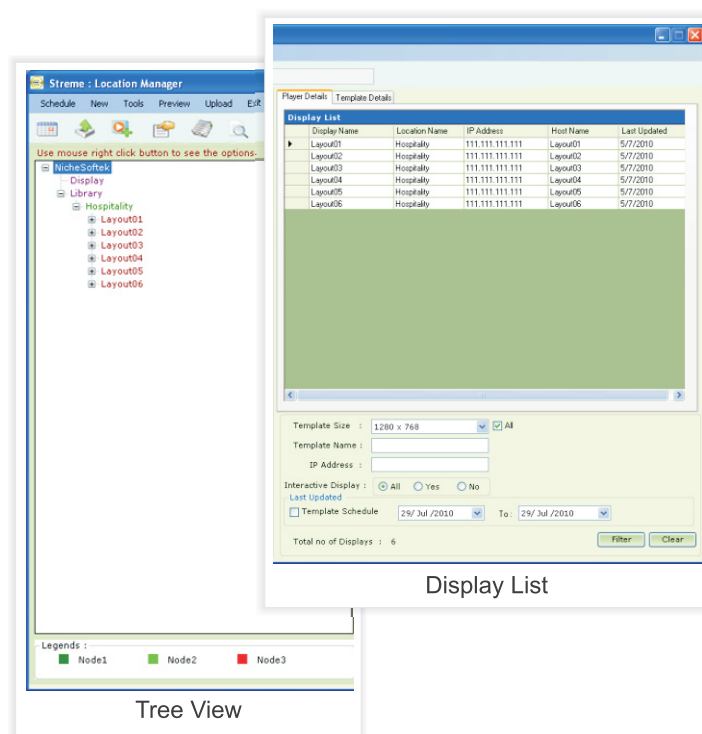 Streme : Location Manager
Schedule New Tools Preview Upload Exit
Use mouse right click button to see the options-
NicheSoftek
Display
Library
Hospitality
Layout01
Layout02
Layout03
Layout04
Layout05
Layout06
Legends :
Node1 Node2 Node3
Tree View
Player Details Template Details
Display List
Display Name Location Name IP Address Host Name Last Updated
Layout01 Hospitality 111.111.111.111 Layout01 5/7/2010
Layout02 Hospitality 111.111.111.111 Layout02 5/7/2010
Layout03 Hospitality 111.111.111.111 Layout03 5/7/2010
Layout04 Hospitality 111.111.111.111 Layout04 5/7/2010
Layout05 Hospitality 111.111.111.111 Layout05 5/7/2010
Layout06 Hospitality 111.111.111.111 Layout06 5/7/2010
Template Size : 1280 x 768 All
Template Name :
IP Address :
Interactive Display : All Yes No
Last Updated
Template Schedule 29/ Jul /2010 To : 29/ Jul /2010
Total no of Displays : 6 Filter Clear
Display List